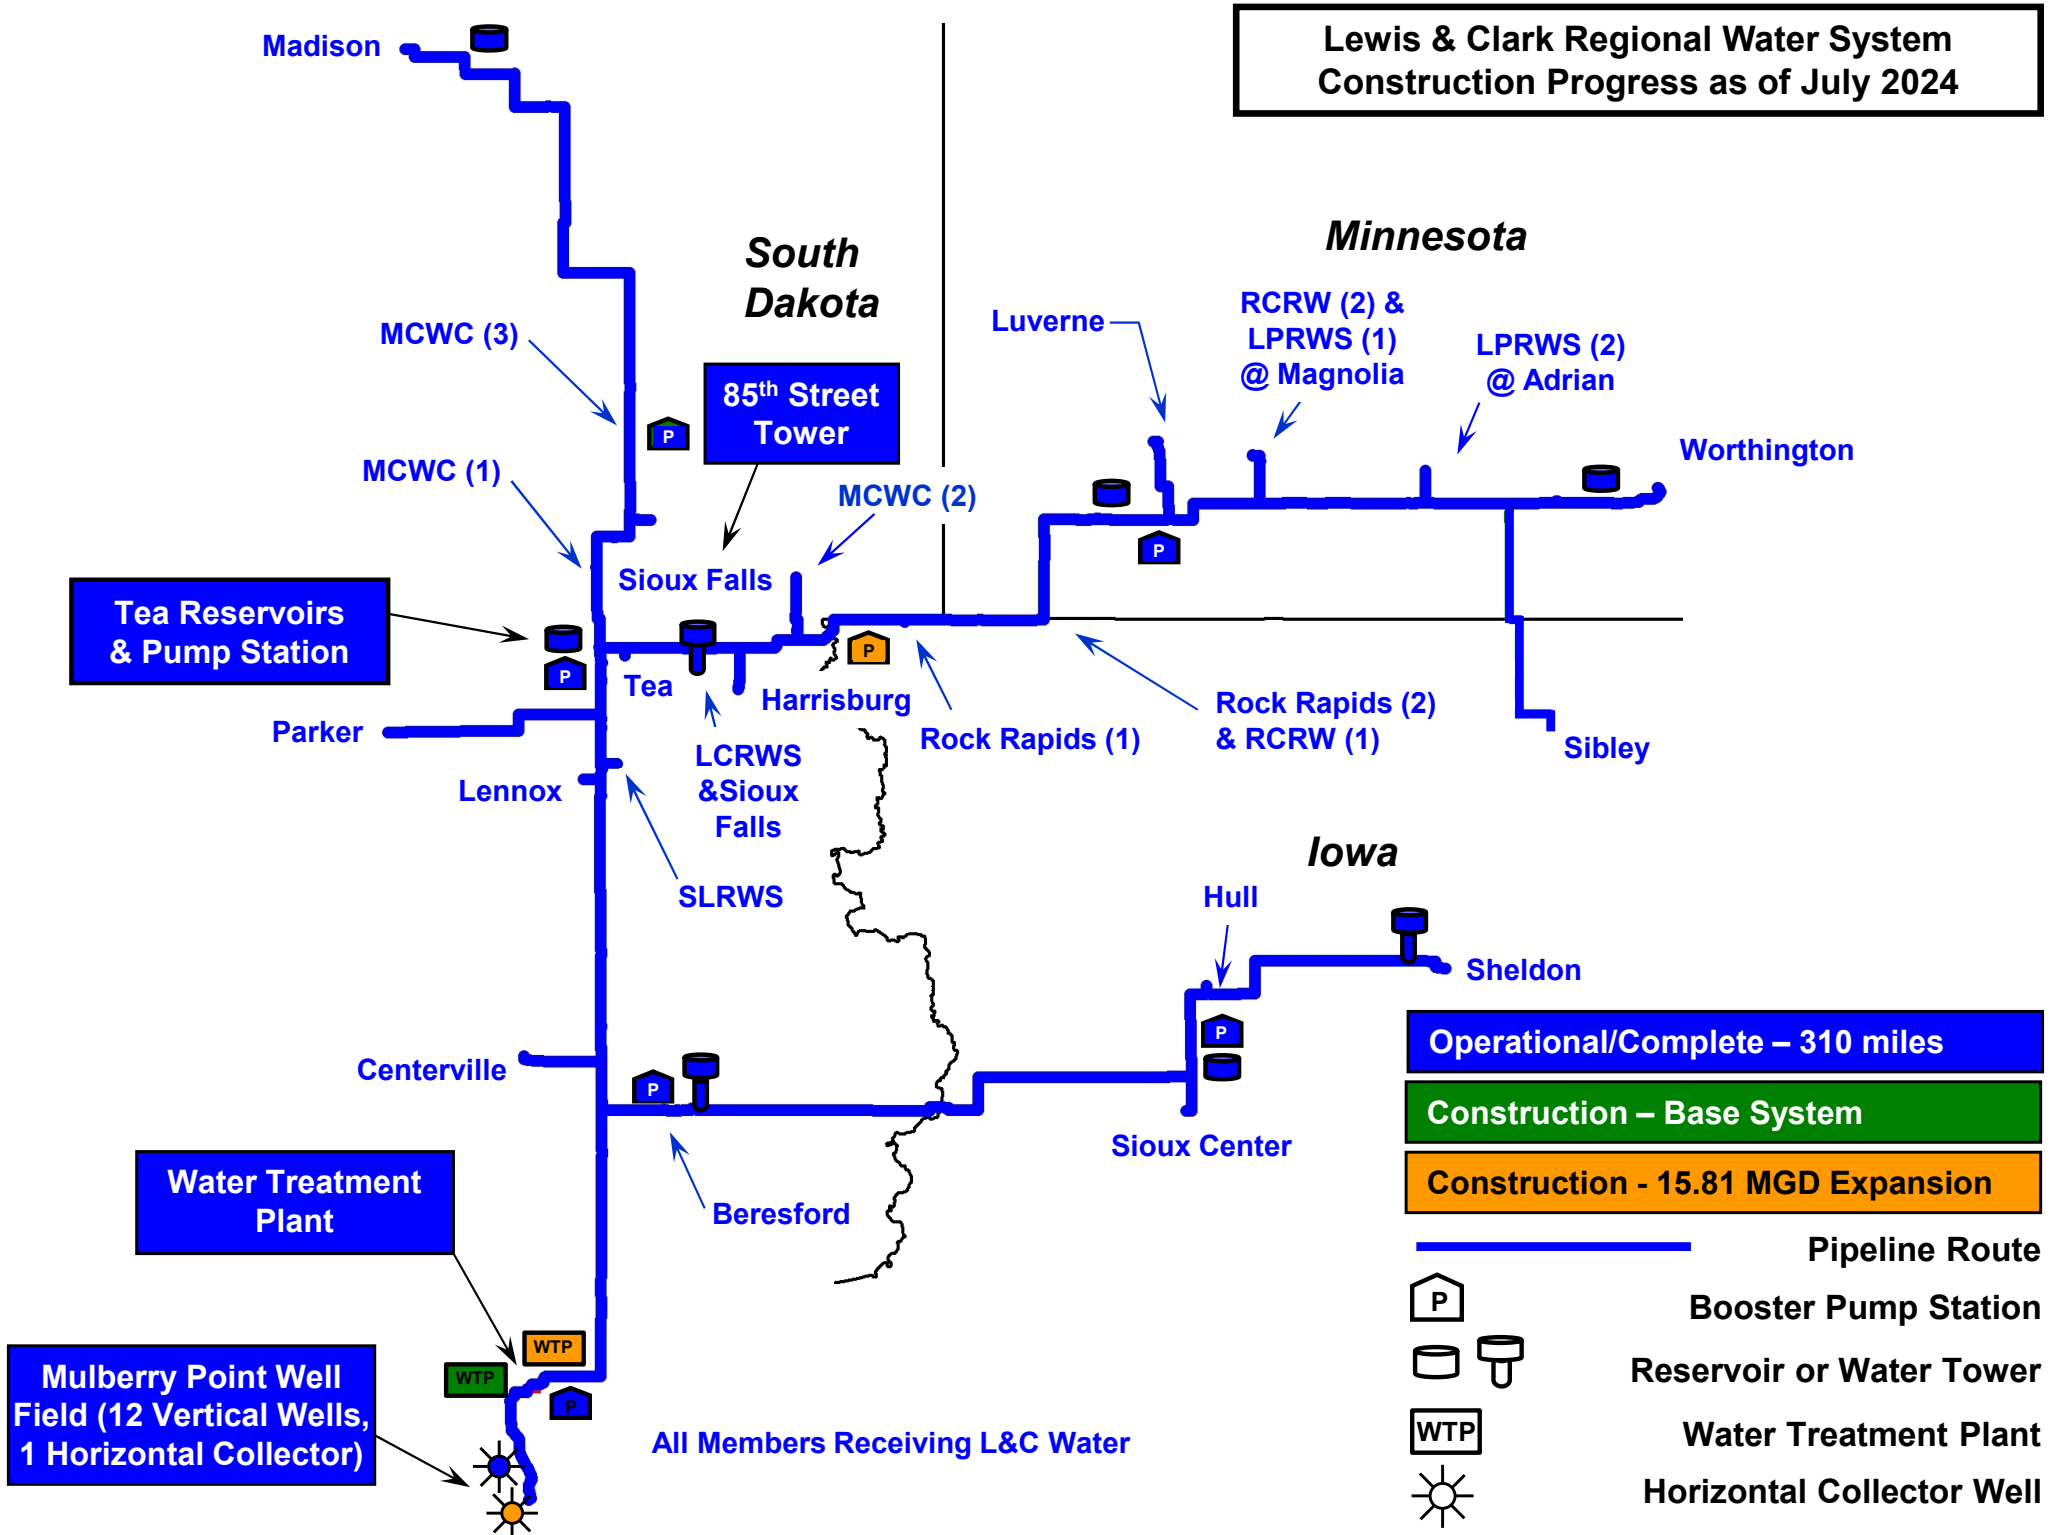 Lewis & Clark Regional Water System
Construction Progress as of July 2024
Madison
South
Dakota
Minnesota
MCWC (3)
85th Street
Tower
Luverne
RCRW (2) &
LPRWS (1)
@ Magnolia
LPRWS (2)
@ Adrian
P
Worthington
MCWC (1)
MCWC (2)
P
Sioux Falls
Tea Reservoirs
& Pump Station
P
P
Tea
Harrisburg
Parker
Rock Rapids (1)
Rock Rapids (2)
& RCRW (1)
Sibley
LCRWS
&Sioux
Falls
Lennox
SLRWS
Iowa
Hull
Sheldon
P
Centerville
P
Sioux Center
Beresford
Operational/Complete – 310 miles
Construction – Base System
Construction - 15.81 MGD Expansion
Pipeline Route
P
Booster Pump Station
Reservoir or Water Tower
WTP
Water Treatment Plant
Horizontal Collector Well
Water Treatment
Plant
WTP
WTP
P
Mulberry Point Well
Field (12 Vertical Wells,
1 Horizontal Collector)
All Members Receiving L&C Water